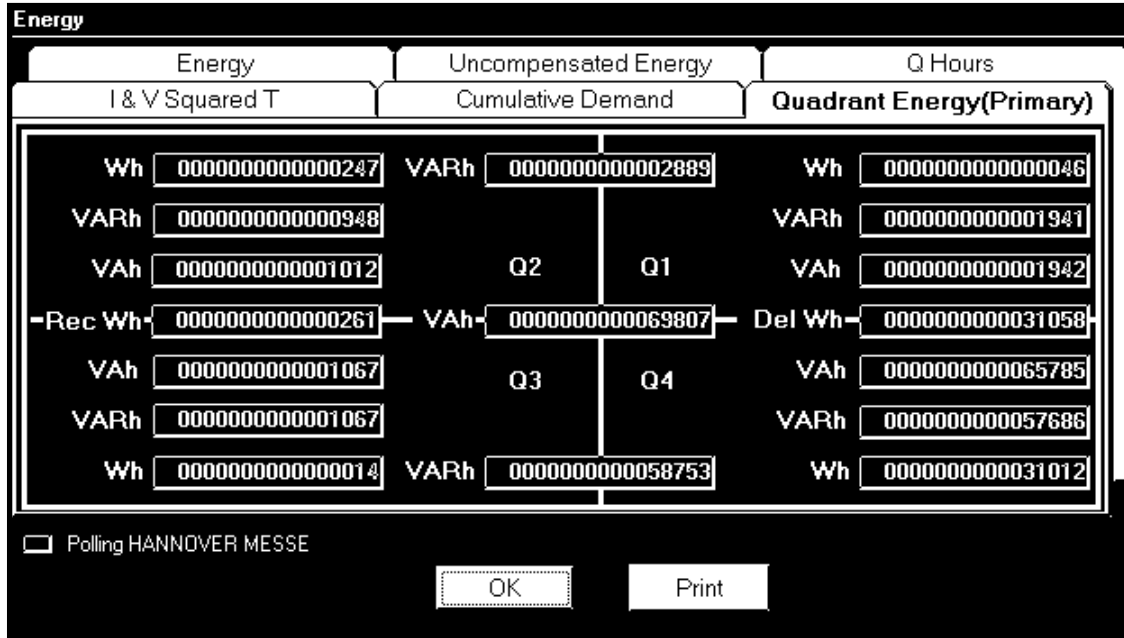 Energy
Energy Uncompensated Energy Q Hours
I & V Squared T Cumulative Demand Quadrant Energy(Primary)
Wh 0000000000000247 VARh 0000000000002889 Wh 0000000000000046
VARh 0000000000000948 VARh 0000000000001941
VAh 0000000000001012 Q2 Q1 VAh 0000000000001942
Rec Wh 0000000000000261 VAh 0000000000069807 Del Wh 0000000000031058
VAh 0000000000001067 Q3 Q4 VAh 0000000000065785
VARh 0000000000001067 VARh 0000000000057686
Wh 0000000000000014 VARh 0000000000058753 Wh 0000000000031012
Polling HANNOVER MESSE
OK Print